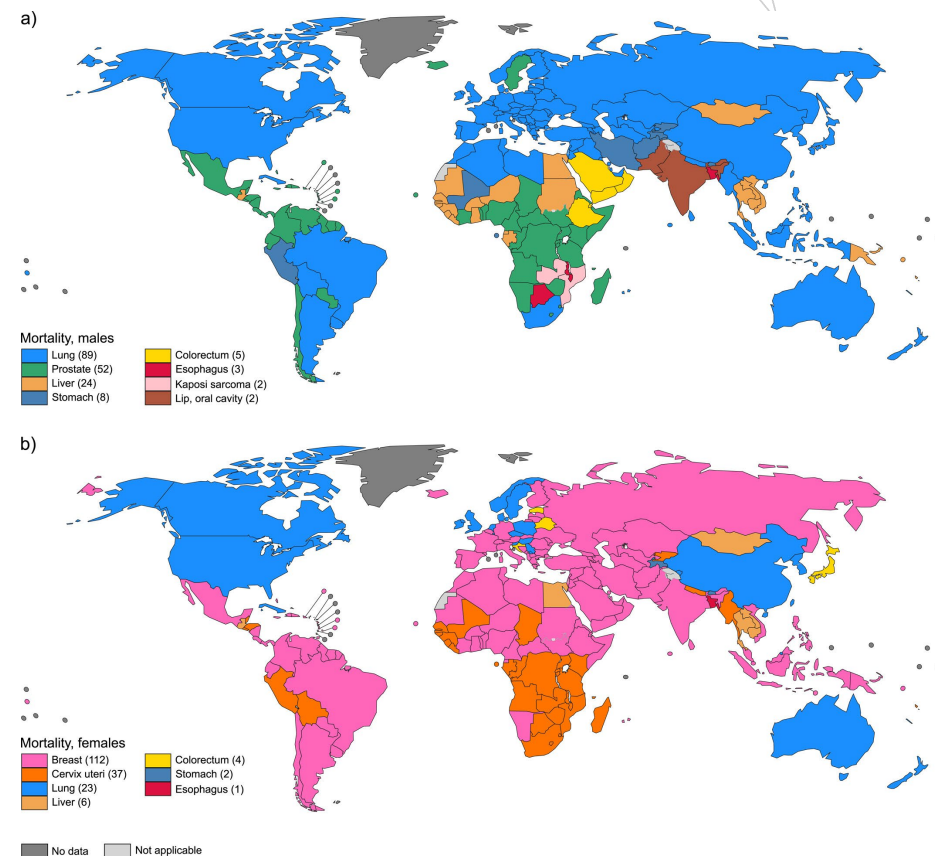 a)
Mortality, males
Lung (89)
Prostate (52)
Liver (24)
Stomach (8)
Colorectum (5)
Esophagus (3)
Kaposi sarcoma (2)
Lip, oral cavity (2)
b)
Mortality, females
Breast (112)
Cervix uteri (37)
Lung (23)
Liver (6)
Colorectum (4)
Stomach (2)
Esophagus (1)
No data
Not applicable